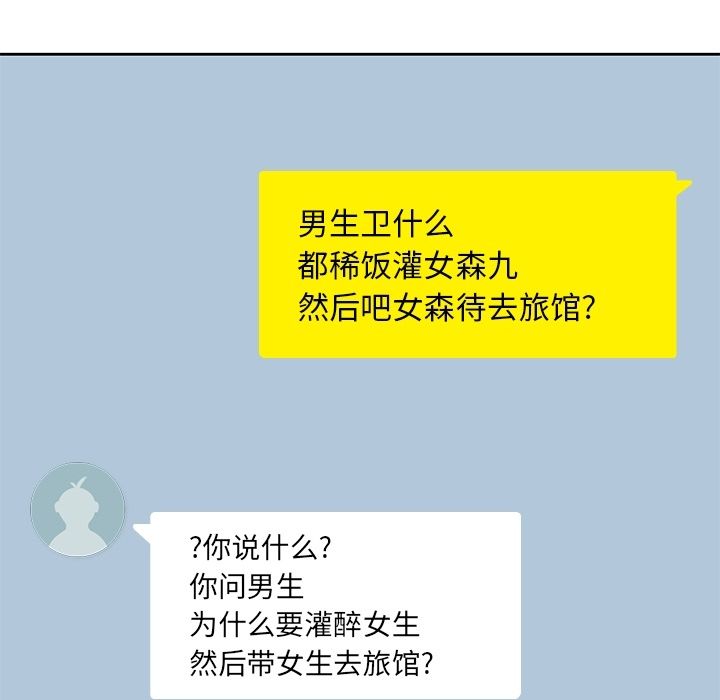 男生卫什么
都稀饭灌女森九
然后吧女森待去旅馆?
?你说什么?
你问男生
为什么要灌醉女生
然后带女生去旅馆?